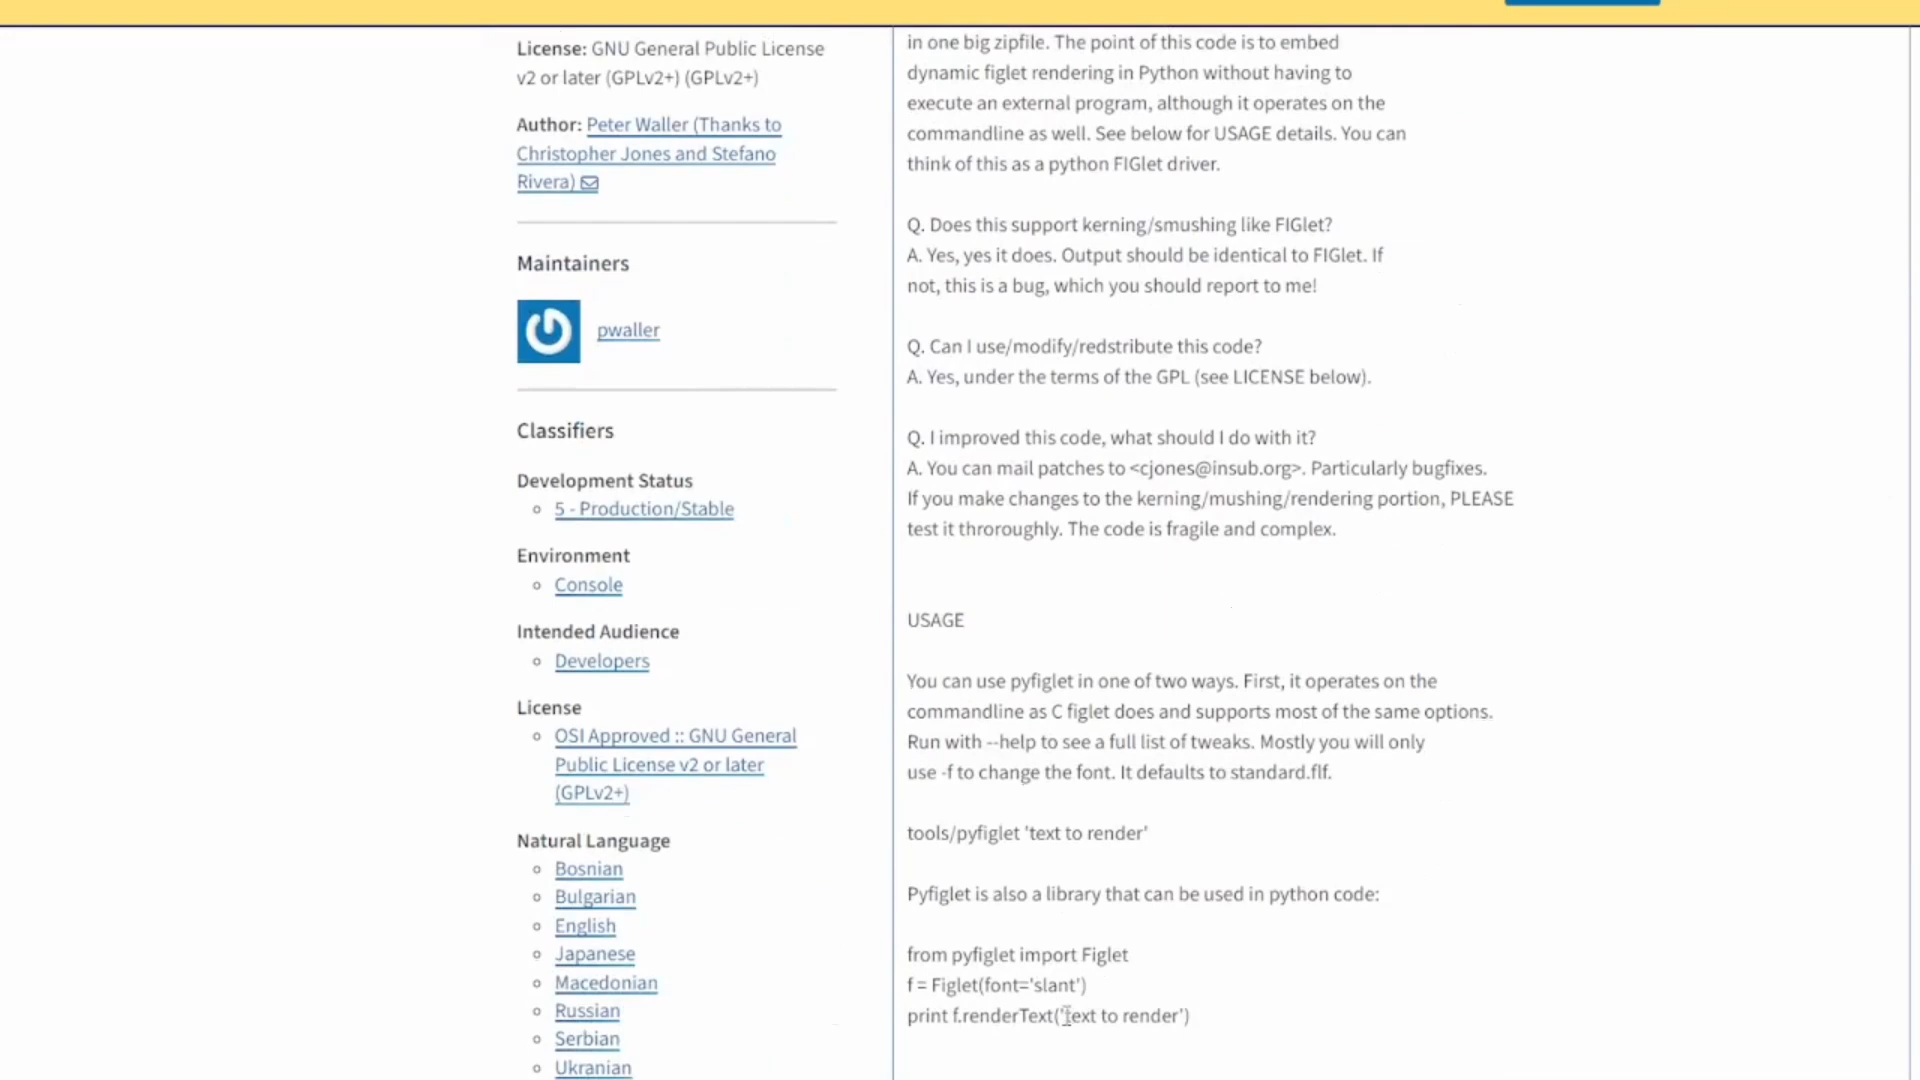 License: GNU General Public License
v2 or later (GPLv2+) (GPLv2+)
Author: Peter Waller (Thanks to
Christopher Jones and Stefano
Rivera)
Maintainers
pwaller
Classifiers
Development Status
5 - Production/Stable
Environment
Console
Intended Audience
Developers
License
OSI Approved :: GNU General
Public License v2 or later
(GPLv2+)
Natural Language
Bosnian
Bulgarian
English
Japanese
Macedonian
Russian
Serbian
Ukranian
in one big zipfile. The point of this code is to embed
dynamic figlet rendering in Python without having to
execute an external program, although it operates on the
commandline as well. See below for USAGE details. You can
think of this as a python FIGlet driver.
Q. Does this support kerning/smushing like FIGlet?
A. Yes, yes it does. Output should be identical to FIGlet. If
not, this is a bug, which you should report to me!
Q. Can I use/modify/redstribute this code?
A. Yes, under the terms of the GPL (see LICENSE below).
Q. I improved this code, what should I do with it?
A. You can mail patches to <cjones@insub.org>. Particularly bugfixes.
If you make changes to the kerning/mushing/rendering portion, PLEASE
test it throroughly. The code is fragile and complex.
USAGE
You can use pyfiglet in one of two ways. First, it operates on the
commandline as C figlet does and supports most of the same options.
Run with --help to see a full list of tweaks. Mostly you will only
use -f to change the font. It defaults to standard.flf.
tools/pyfiglet 'text to render'
Pyfiglet is also a library that can be used in python code:
from pyfiglet import Figlet
f = Figlet(font='slant')
print f.renderText('text to render')